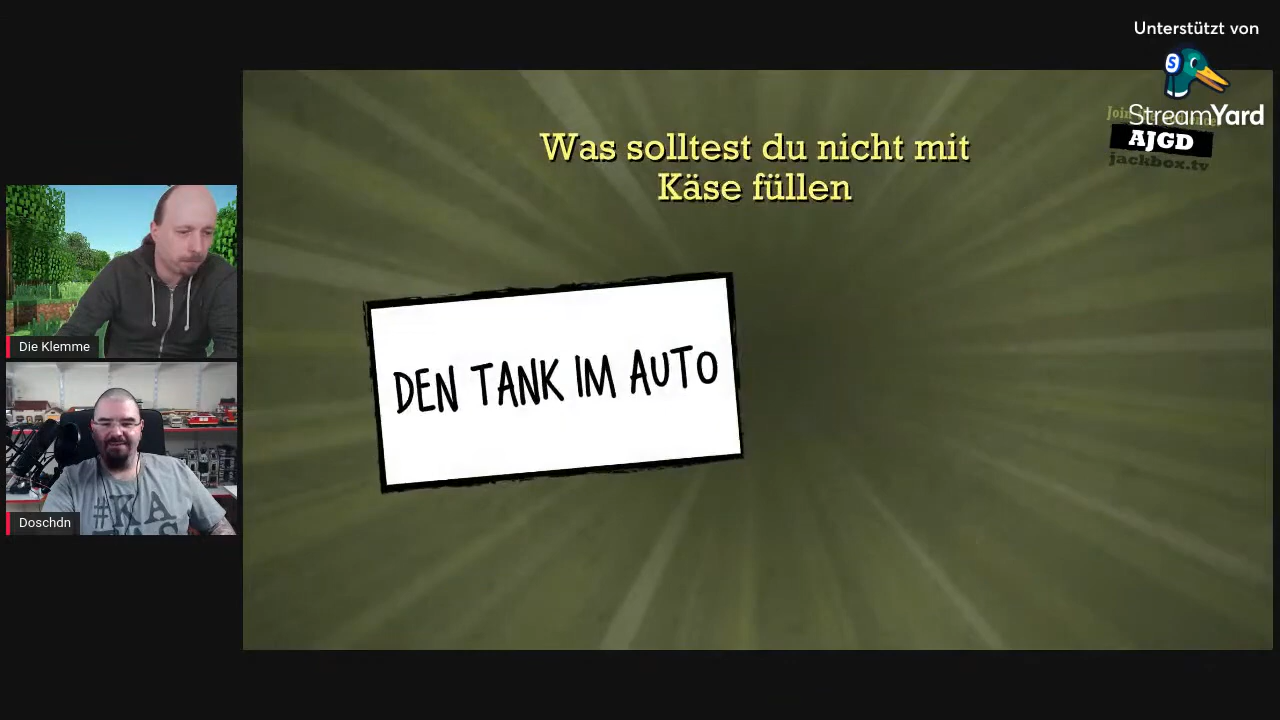 Unterstützt von
StreamYard
AJGD
jackbox.tv
Was solltest du nicht mit
Käse füllen
DEN TANK IM AUTO
Die Klemme
#KA
Doschdn